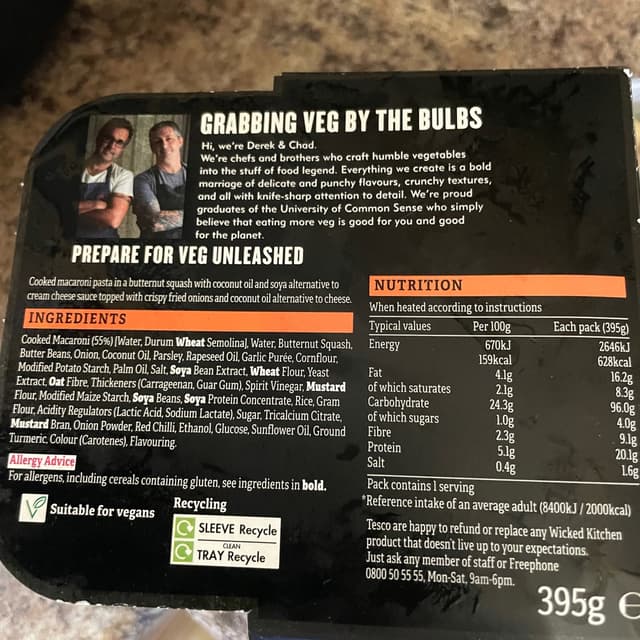 GRABBING VEG BY THE BULBS
Hi, we're Derek & Chad.
We're chefs and brothers who craft humble vegetables
into the stuff of food legend. Everything we create is a bold
marriage of delicate and punchy flavours, crunchy textures,
and all with knife-sharp attention to detail. We're proud
graduates of the University of Common Sense who simply
believe that eating more veg is good for you and good
for the planet.
PREPARE FOR VEG UNLEASHED
Cooked macaroni pasta in a butternut squash with coconut oil and soya alternative to
cream cheese sauce topped with crispy fried onions and coconut oil alternative to cheese.
INGREDIENTS
Cooked Macaroni (55%) [Water, Durum Wheat Semolina], Water, Butternut Squash,
Butter Beans, Onion, Coconut Oil, Parsley, Rapeseed Oil, Garlic Purée, Cornflour,
Modified Potato Starch, Palm Oil, Salt, Soya Bean Extract, Wheat Flour, Yeast
Extract, Oat Fibre, Thickeners (Carrageenan, Guar Gum), Spirit Vinegar, Mustard
Flour, Modified Maize Starch, Soya Beans, Soya Protein Concentrate, Rice, Gram
Flour, Acidity Regulators (Lactic Acid, Sodium Lactate), Sugar, Tricalcium Citrate,
Mustard Bran, Onion Powder, Red Chilli, Ethanol, Glucose, Sunflower Oil, Ground
Turmeric, Colour (Carotenes), Flavouring.
Allergy Advice
For allergens, including cereals containing gluten, see ingredients in bold.
Suitable for vegans
Recycling
SLEEVE Recycle
CLEAN
TRAY Recycle
NUTRITION
When heated according to instructions
Typical values Per 100g Each pack (395g)
Energy 670kJ 2646kJ
159kcal 628kcal
Fat 4.1g 16.2g
of which saturates 2.1g 8.3g
Carbohydrate 24.3g 96.0g
of which sugars 1.0g 4.0g
Fibre 2.3g 9.1g
Protein 5.1g 20.1g
Salt 0.4g 1.6g
Pack contains 1 serving
*Reference intake of an average adult (8400kJ / 2000kcal)
Tesco are happy to refund or replace any Wicked Kitchen
product that doesn't live up to your expectations.
Just ask any member of staff or Freephone
0800 50 55 55, Mon-Sat, 9am-6pm.
395g e